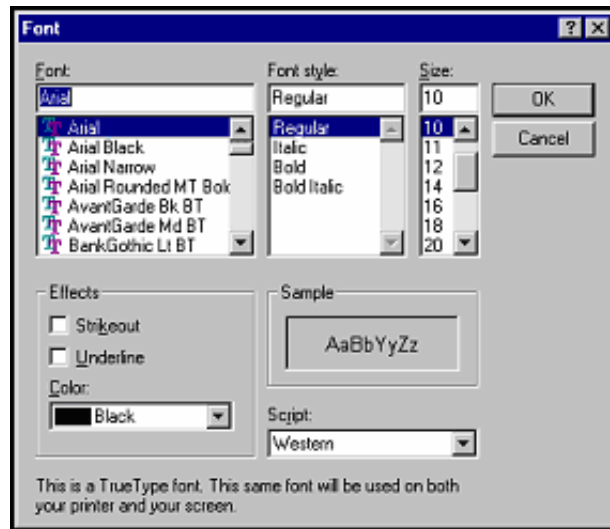 Font
Font:
Arial
Arial
Arial Black
Arial Narrow
Arial Rounded MT Bol
AvantGarde Bk BT
AvantGarde Md BT
BankGothic Lt BT
Font style:
Regular
Regular
Italic
Bold
Bold Italic
Size:
10
10
11
12
14
16
18
20
OK
Cancel
Effects
Strikeout
Underline
Color:
Black
Sample
AaBbYyZz
Script:
Western
This is a TrueType font. This same font will be used on both
your printer and your screen.